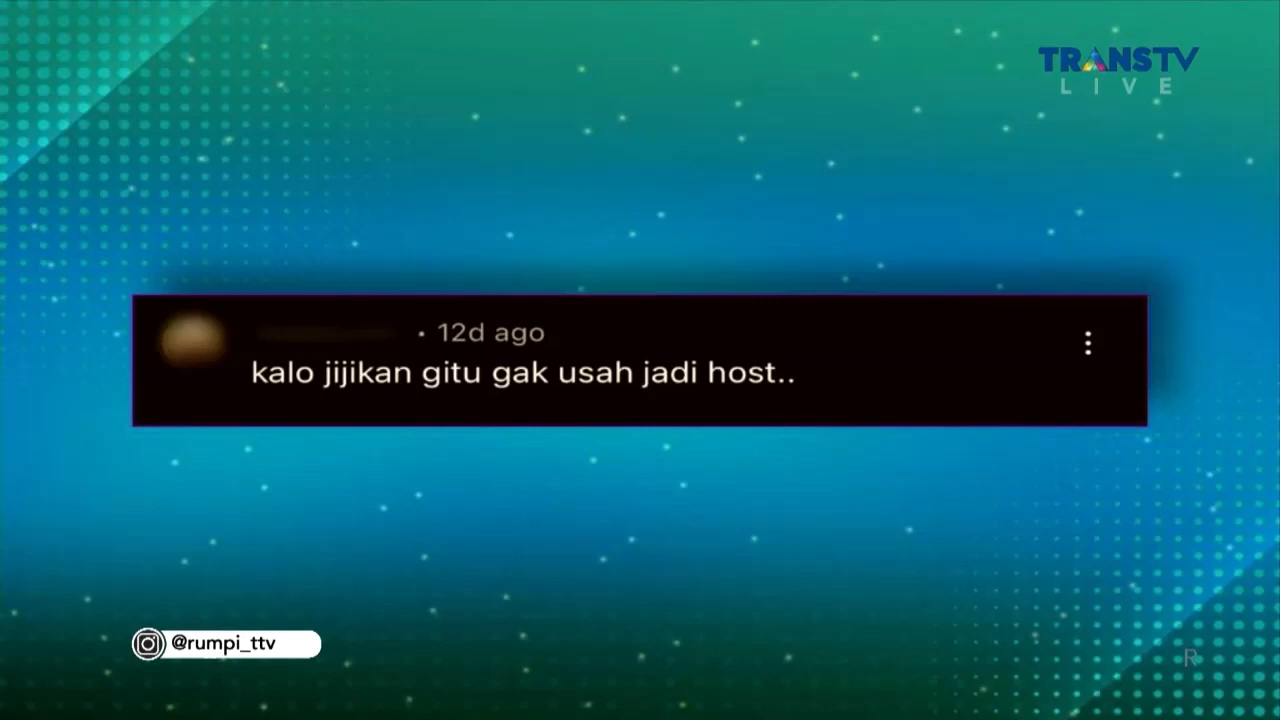 TRANSTV
LIVE
• 12d ago
kalo jijikan gitu gak usah jadi host..
@rumpi_ttv
R